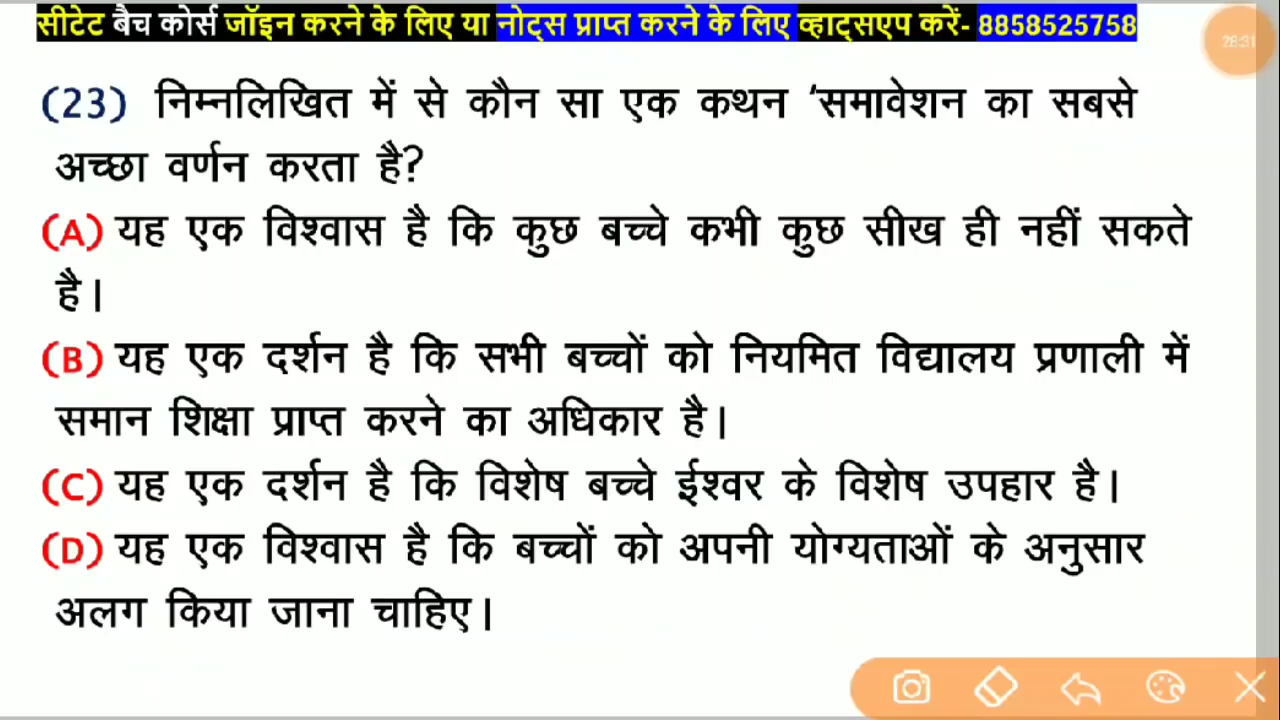 सीटेट बैच कोर्स जॉइन करने के लिए या नोट्स प्राप्त करने के लिए व्हाट्सएप करें- 8858525758
28:31
(23) निम्नलिखित में से कौन सा एक कथन ‘समावेशन का सबसे
अच्छा वर्णन करता है?
(A) यह एक विश्वास है कि कुछ बच्चे कभी कुछ सीख ही नहीं सकते
है।
(B) यह एक दर्शन है कि सभी बच्चों को नियमित विद्यालय प्रणाली में
समान शिक्षा प्राप्त करने का अधिकार है।
(C) यह एक दर्शन है कि विशेष बच्चे ईश्वर के विशेष उपहार है।
(D) यह एक विश्वास है कि बच्चों को अपनी योग्यताओं के अनुसार
अलग किया जाना चाहिए।